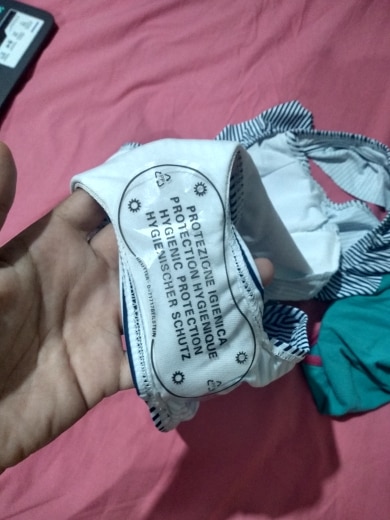 PROTEZIONE IGIENICA
PROTECTION HYGIENIQUE
HYGIENIC PROTECTION
HYGIENISCHER SCHUTZ